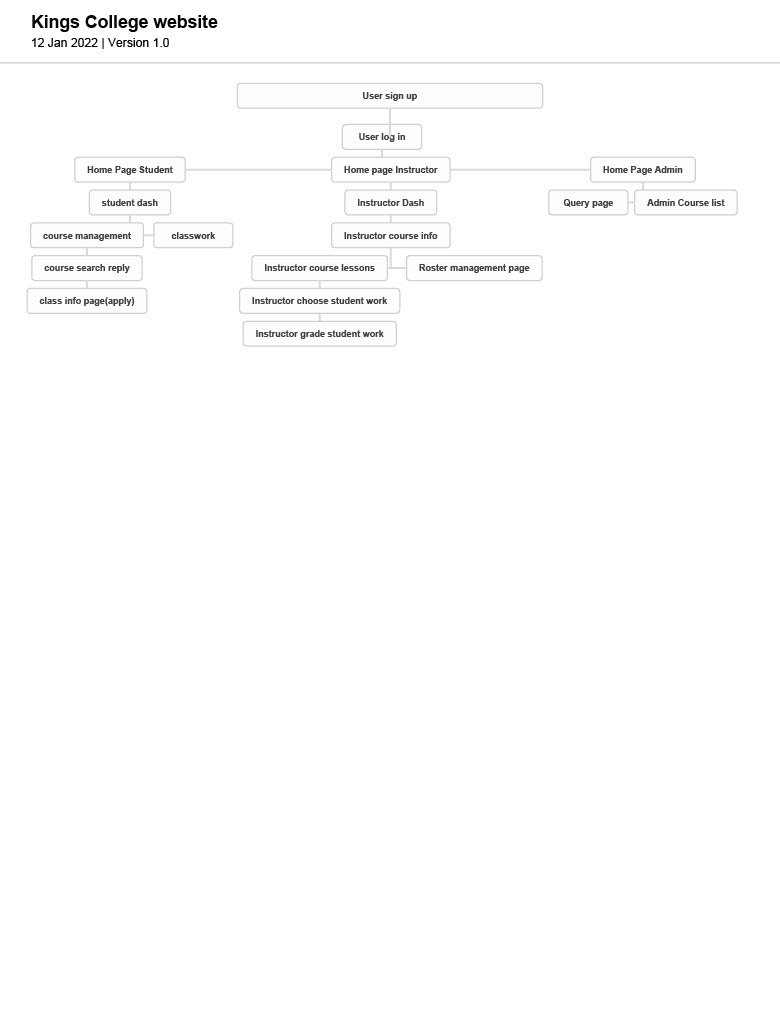 Kings College website
12 Jan 2022 | Version 1.0
User sign up
User log in
Home Page Student
Home page Instructor
Home Page Admin
student dash
Instructor Dash
Query page
Admin Course list
course management
classwork
Instructor course info
course search reply
Instructor course lessons
Roster management page
class info page(apply)
Instructor choose student work
Instructor grade student work